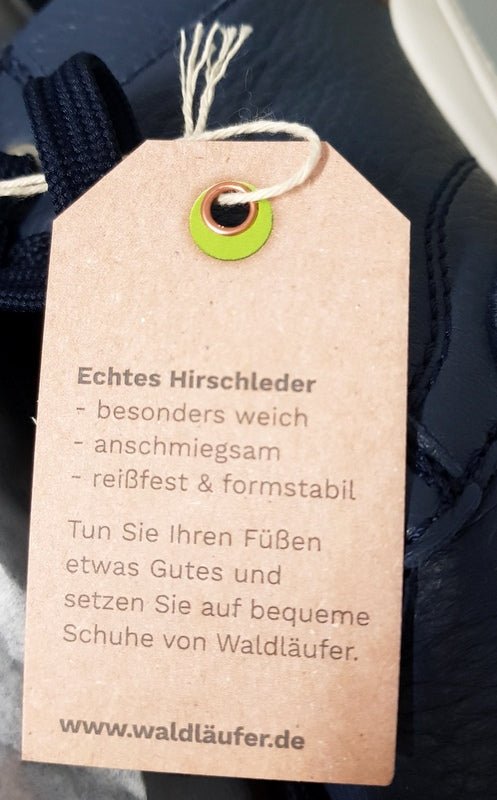 Echtes Hirschleder
- besonders weich
- anschmiegsam
- reißfest & formstabil
Tun Sie Ihren Füßen
etwas Gutes und
setzen Sie auf bequeme
Schuhe von Waldläufer.
www.waldläufer.de